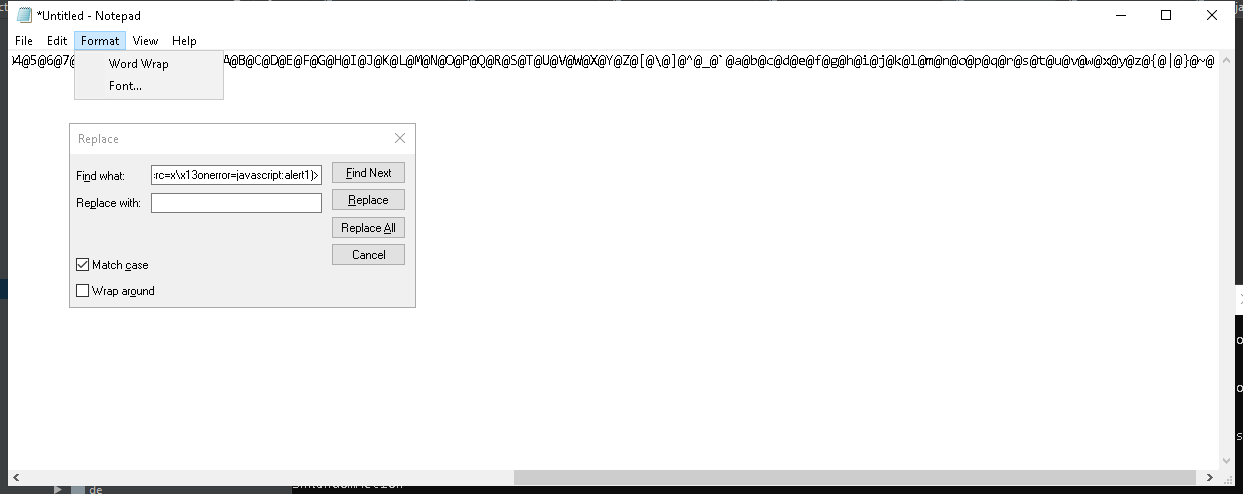 *Untitled - Notepad
File Edit Format View Help
4@5@6@7@
A@B@C@D@E@F@G@H@I@J@K@L@M@N@O@P@Q@R@S@T@U@V@W@X@Y@Z@[@\@]@^@_@`@a@b@c@d@e@f@g@h@i@j@k@l@m@n@o@p@q@r@s@t@u@v@w@x@y@z@{@|@}@~@
Word Wrap
Font...
Replace
Find what: rc=x\x13onerror=javascript:alert1)> Find Next
Replace with: Replace
Replace All
Cancel
Match case
Wrap around
de